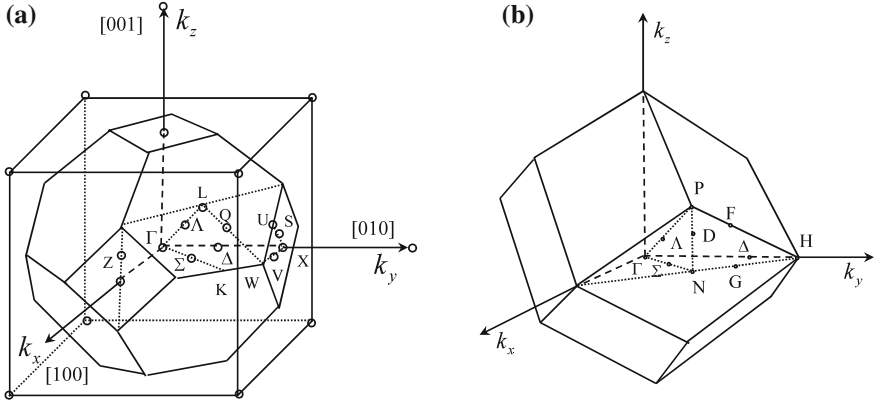 (a)
[001]
k_z
L
U
Q
S
[010]
Γ
Λ
Z
Σ
Δ
V
X
k_y
K
W
k_x
[100]
(b)
k_z
P
F
Λ
D
Δ
H
Γ
Σ
N
G
k_y
k_x